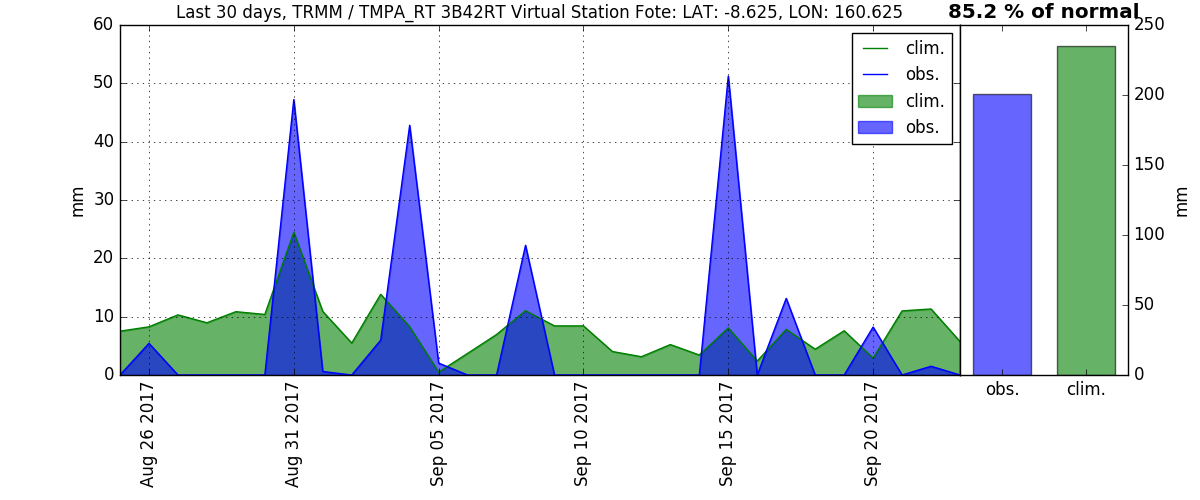 Last 30 days, TRMM / TMPA_RT 3B42RT Virtual Station Fote: LAT: -8.625, LON: 160.625
85.2 % of normal
60
50
40
30
20
10
0
mm
clim.
obs.
clim.
obs.
250
200
150
100
50
0
mm
Aug 26 2017
Aug 31 2017
Sep 05 2017
Sep 10 2017
Sep 15 2017
Sep 20 2017
obs.
clim.